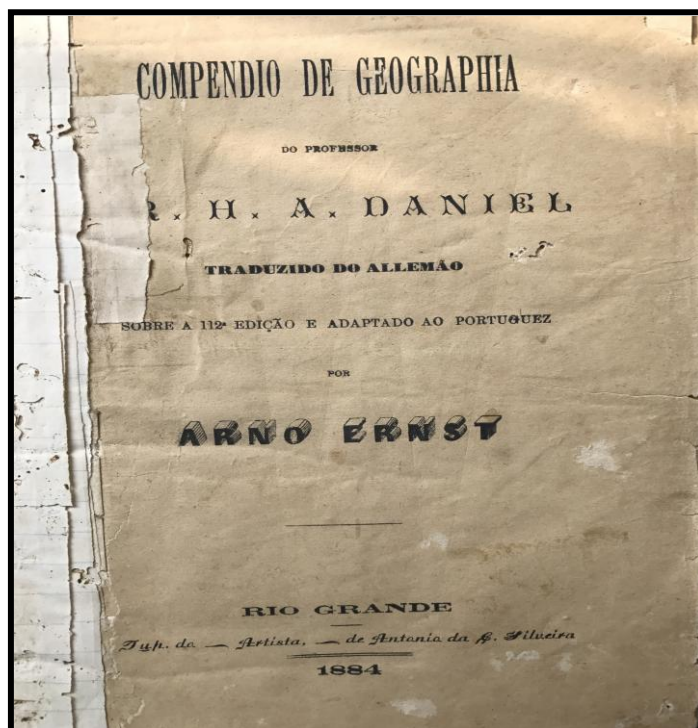 COMPENDIO DE GEOGRAPHIA
DO PROFESSOR
R. H. A. DANIEL
TRADUZIDO DO ALLEMÃO
SOBRE A 112ª EDIÇÃO E ADAPTADO AO PORTUGUEZ
POR
ARNO ERNST
RIO GRANDE
Typ. do — Artista, — de Antonio da C. Silveira
1884